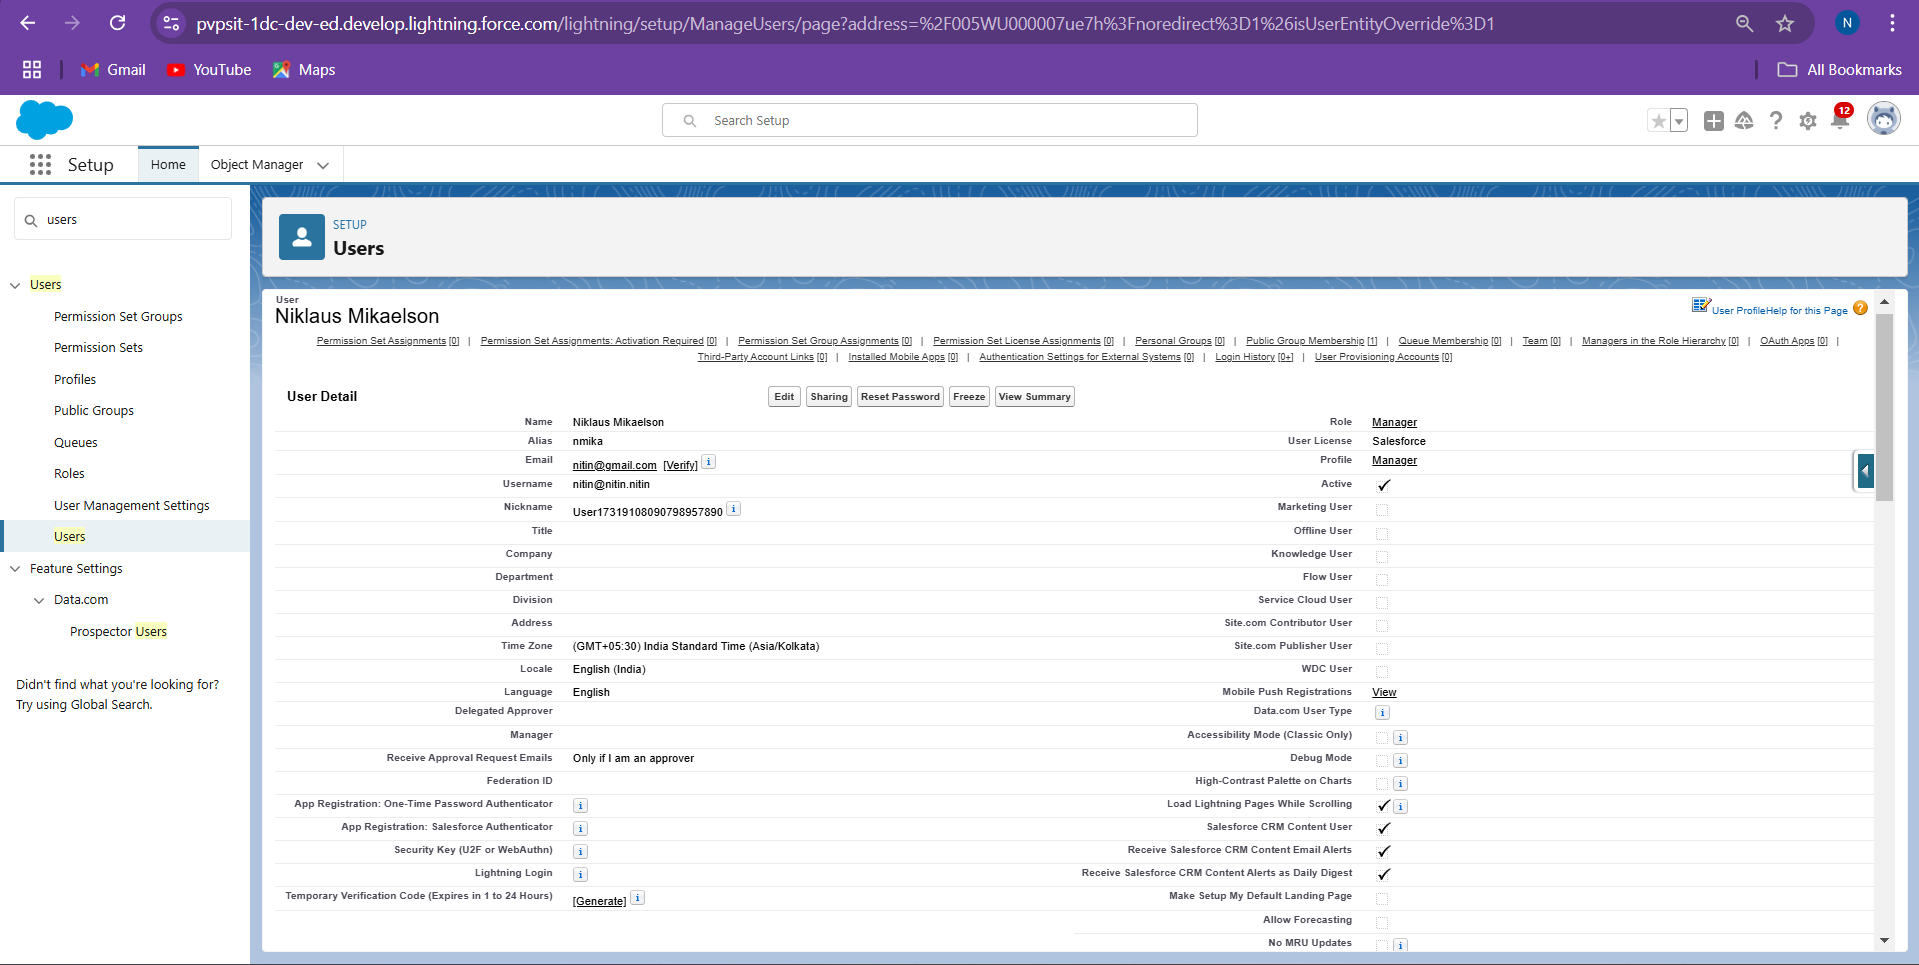 pvpsit-1dc-dev-ed.develop.lightning.force.com/lightning/setup/ManageUsers/page?address=%2F005WU000007ue7h%3Fnoredirect%3D1%26isUserEntityOverride%3D1
N
Gmail YouTube Maps All Bookmarks
Search Setup
12
Setup Home Object Manager
users
Users
Permission Set Groups
Permission Sets
Profiles
Public Groups
Queues
Roles
User Management Settings
Users
Feature Settings
Data.com
Prospector Users
Didn't find what you're looking for?
Try using Global Search.
SETUP
Users
User
Niklaus Mikaelson
User Profile Help for this Page ?
Permission Set Assignments [0] | Permission Set Assignments: Activation Required [0] | Permission Set Group Assignments [0] | Permission Set License Assignments [0] | Personal Groups [0] | Public Group Membership [1] | Queue Membership [0] | Team [0] | Managers in the Role Hierarchy [0] | OAuth Apps [0] |
Third-Party Account Links [0] | Installed Mobile Apps [0] | Authentication Settings for External Systems [0] | Login History [0+] | User Provisioning Accounts [0]
User Detail Edit Sharing Reset Password Freeze View Summary
Name Niklaus Mikaelson Role Manager
Alias nmika User License Salesforce
Email nitin@gmail.com [Verify] i Profile Manager
Username nitin@nitin.nitin Active
Nickname User17319108090798957890 i Marketing User
Title Offline User
Company Knowledge User
Department Flow User
Division Service Cloud User
Address Site.com Contributor User
Time Zone (GMT+05:30) India Standard Time (Asia/Kolkata) Site.com Publisher User
Locale English (India) WDC User
Language English Mobile Push Registrations View
Delegated Approver Data.com User Type i
Manager Accessibility Mode (Classic Only) i
Receive Approval Request Emails Only if I am an approver Debug Mode i
Federation ID High-Contrast Palette on Charts i
App Registration: One-Time Password Authenticator i Load Lightning Pages While Scrolling i
App Registration: Salesforce Authenticator i Salesforce CRM Content User
Security Key (U2F or WebAuthn) i Receive Salesforce CRM Content Email Alerts
Lightning Login i Receive Salesforce CRM Content Alerts as Daily Digest
Temporary Verification Code (Expires in 1 to 24 Hours) [Generate] i Make Setup My Default Landing Page
Allow Forecasting
No MRU Updates i